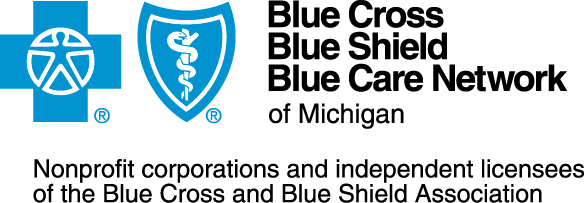 Blue Cross
Blue Shield
Blue Care Network
of Michigan
® ®
Nonprofit corporations and independent licensees
of the Blue Cross and Blue Shield Association